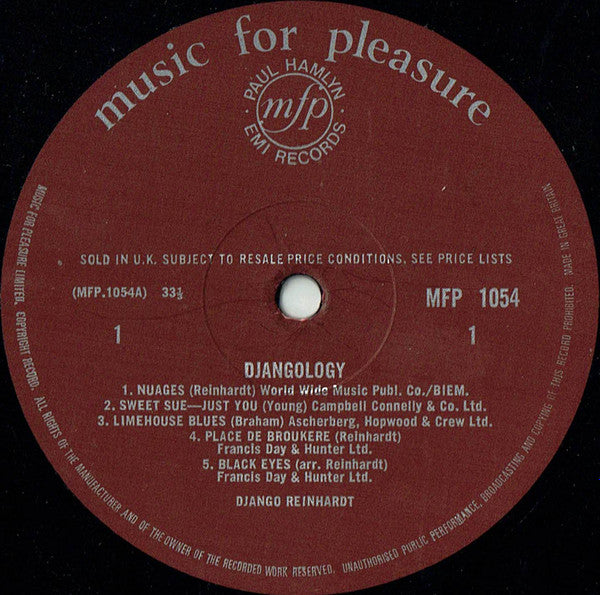 music for pleasure
PAUL HAMLYN
mfp
EMI RECORDS
SOLD IN U.K. SUBJECT TO RESALE PRICE CONDITIONS, SEE PRICE LISTS
(MFP.1054A) 33⅓ MFP 1054
1 1
DJANGOLOGY
1. NUAGES (Reinhardt) World Wide Music Publ. Co./BIEM.
2. SWEET SUE—JUST YOU (Young) Campbell Connelly & Co. Ltd.
3. LIMEHOUSE BLUES (Braham) Ascherberg, Hopwood & Crew Ltd.
4. PLACE DE BROUKERE (Reinhardt)
Francis Day & Hunter Ltd.
5. BLACK EYES (arr. Reinhardt)
Francis Day & Hunter Ltd.
DJANGO REINHARDT
MUSIC FOR PLEASURE LIMITED. COPYRIGHT RECORD. ALL RIGHTS OF THE MANUFACTURER AND OF THE OWNER OF THE RECORDED WORK RESERVED. UNAUTHORISED PUBLIC PERFORMANCE, BROADCASTING AND COPYING OF THIS RECORD PROHIBITED. MADE IN GREAT BRITAIN